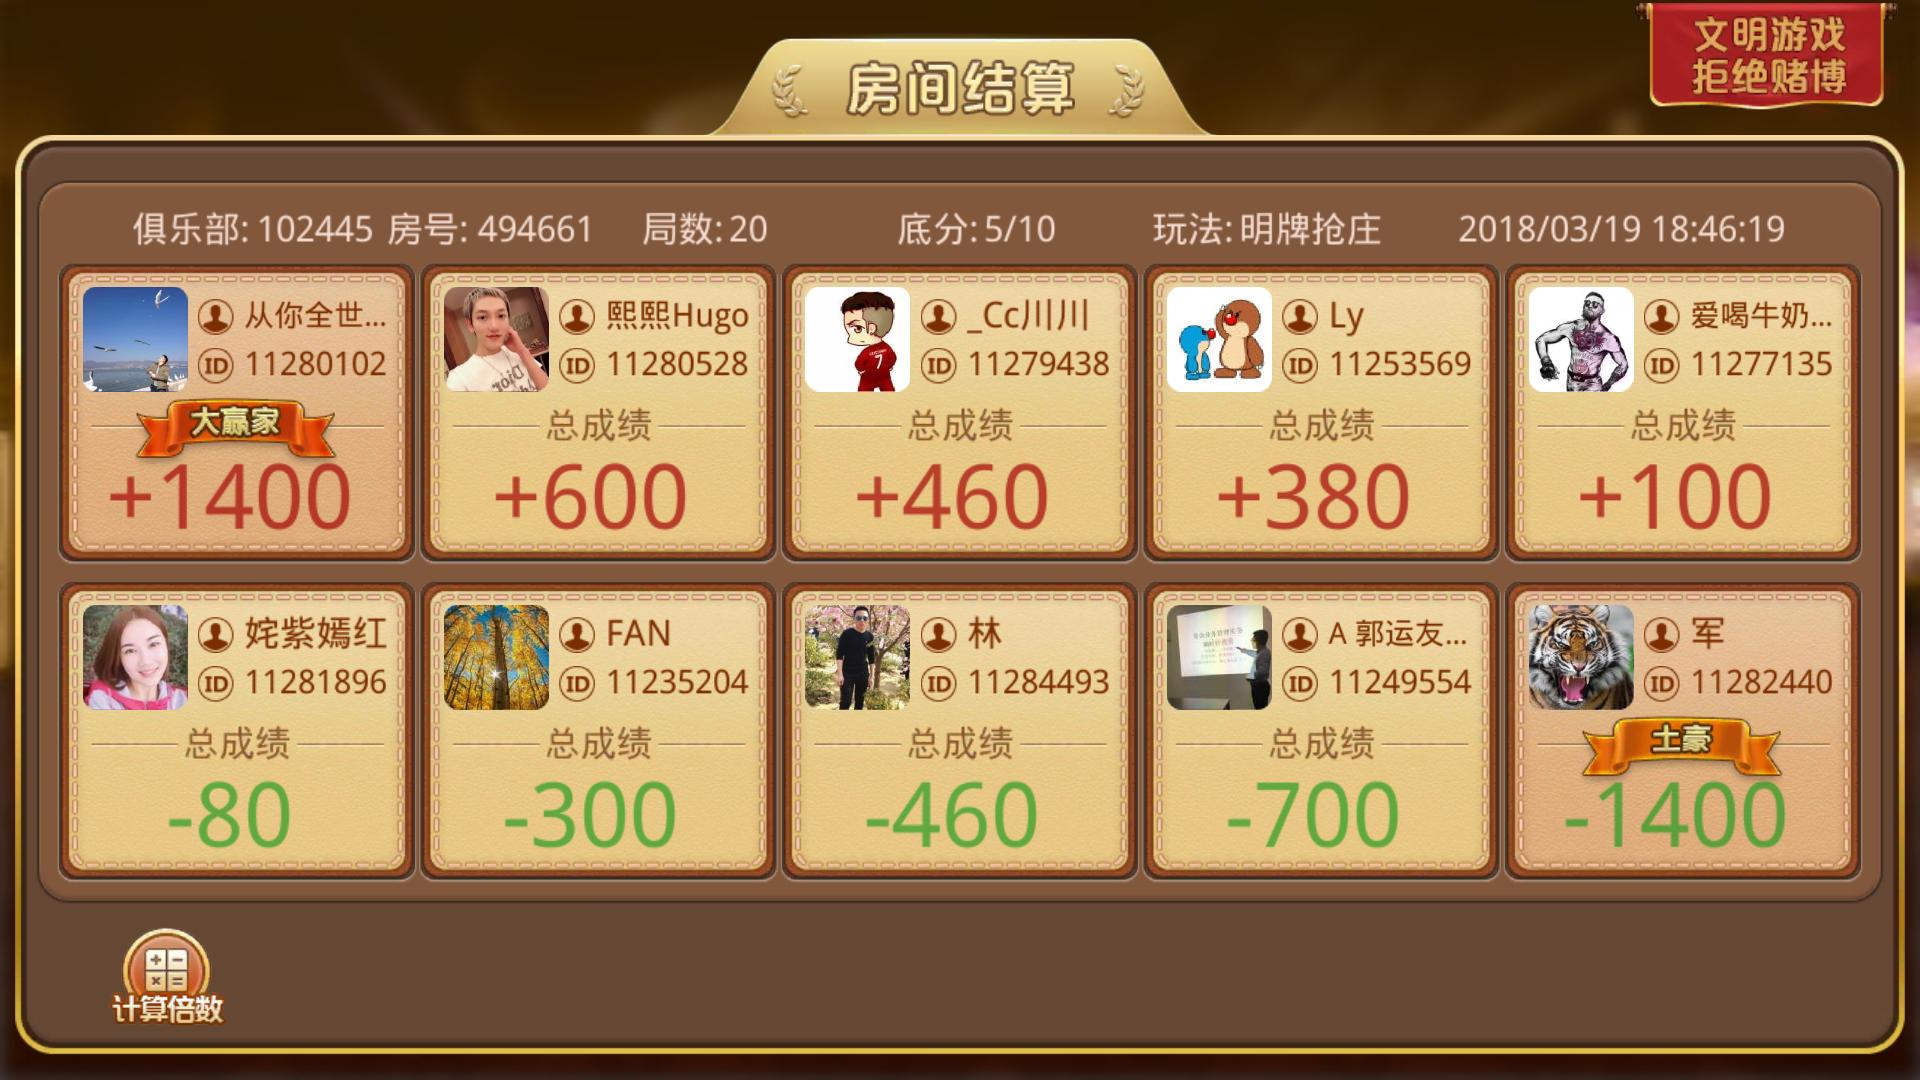 房间结算
文明游戏
拒绝赌博
俱乐部: 102445 房号: 494661 局数: 20 底分: 5/10 玩法: 明牌抢庄 2018/03/19 18:46:19
从你全世...
ID 11280102
大赢家
+1400
熙熙Hugo
ID 11280528
总成绩
+600
_Cc川川
ID 11279438
总成绩
+460
Ly
ID 11253569
总成绩
+380
爱喝牛奶...
ID 11277135
总成绩
+100
姹紫嫣红
ID 11281896
总成绩
-80
FAN
ID 11235204
总成绩
-300
林
ID 11284493
总成绩
-460
A 郭运友...
ID 11249554
总成绩
-700
军
ID 11282440
土豪
-1400
计算倍数